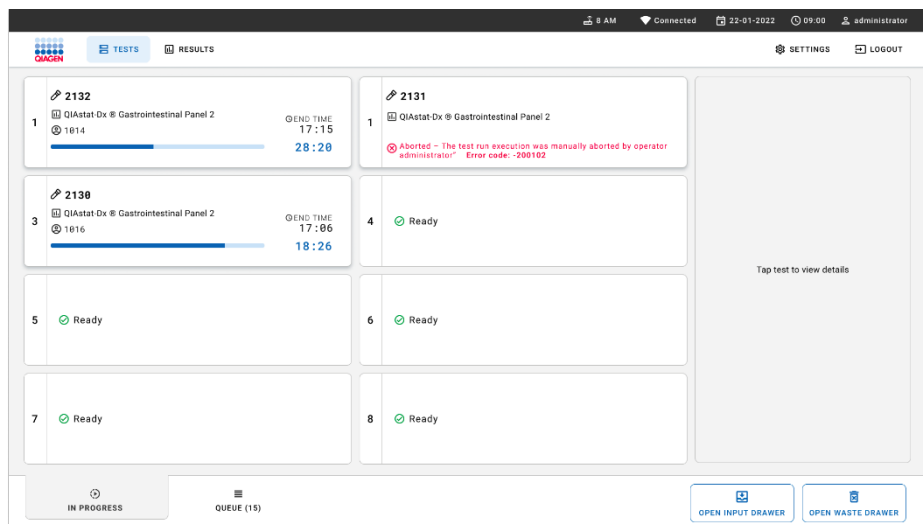 8 AM Connected 22-01-2022 09:00 administrator
QIAGEN TESTS RESULTS SETTINGS LOGOUT
1
2132
QIAstat-Dx ® Gastrointestinal Panel 2
1014
END TIME
17:15
28:20
1
2131
QIAstat-Dx ® Gastrointestinal Panel 2
Aborted – The test run execution was manually aborted by operator
administrator" Error code: -200102
3
2130
QIAstat-Dx ® Gastrointestinal Panel 2
1016
END TIME
17:06
18:26
4 Ready
Tap test to view details
5 Ready
6 Ready
7 Ready
8 Ready
IN PROGRESS
QUEUE (15)
OPEN INPUT DRAWER
OPEN WASTE DRAWER